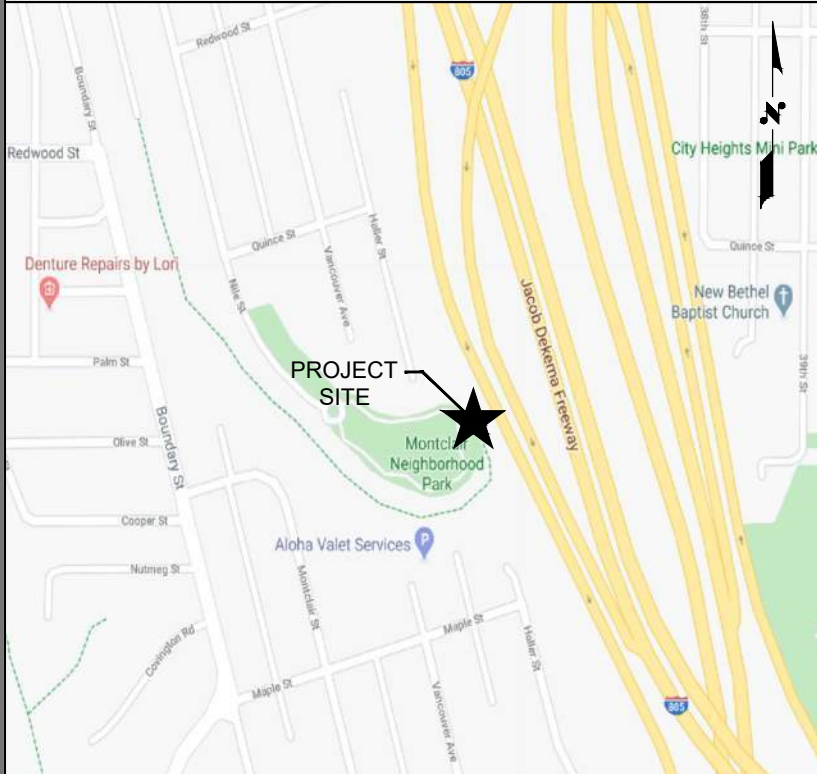 Redwood St
38th St
805
N
Boundary St
Redwood St
City Heights Mini Park
Quince St
Haller St
Vancouver Ave
Quince St
Denture Repairs by Lori
Nile St
New Bethel
Baptist Church
Jacob Dekema Freeway
Palm St
PROJECT
SITE
39th St
Boundary St
Olive St
Montclair
Neighborhood
Park
Cooper St
Aloha Valet Services
P
Nutmeg St
Montclair St
Covington Rd
Maple St
Haller St
Maple St
Vancouver Ave
805